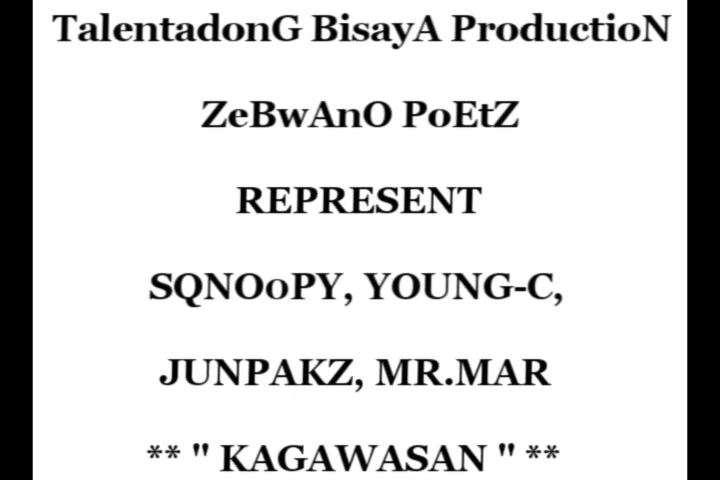 TalentadonG BisayA ProductioN
ZeBwAnO PoEtZ
REPRESENT
SQNOoPY, YOUNG-C,
JUNPAKZ, MR.MAR
** " KAGAWASAN " **